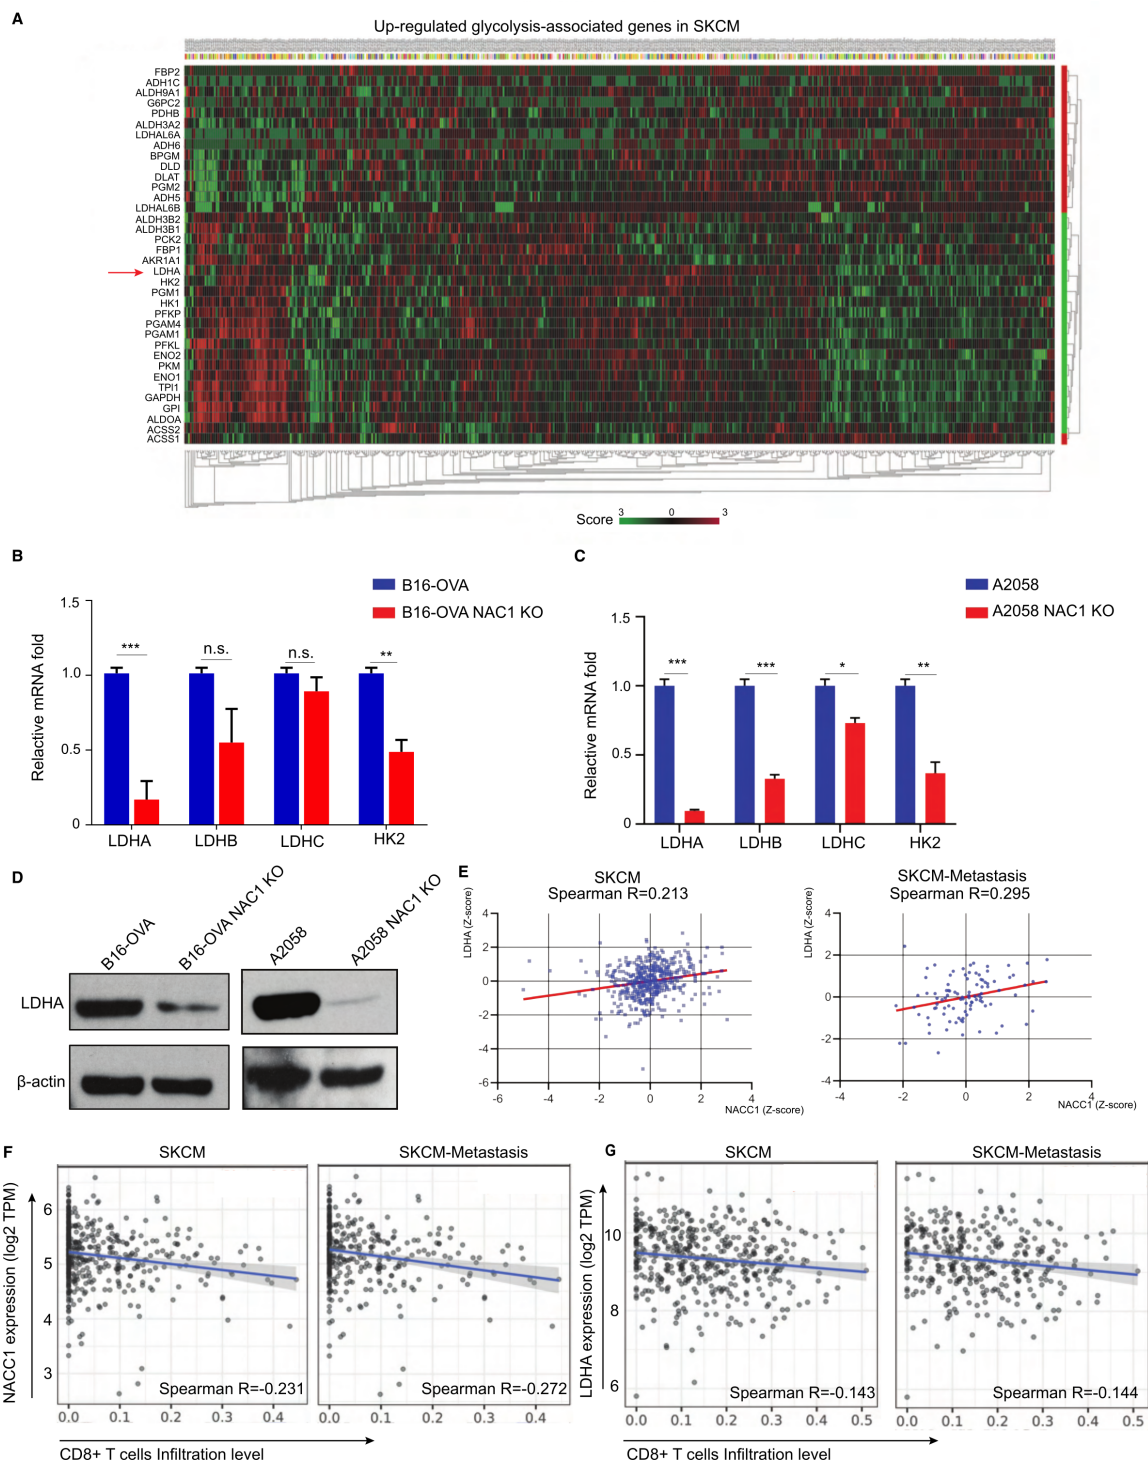 A
Up-regulated glycolysis-associated genes in SKCM
FBP2
ADH1C
ALDH9A1
G6PC2
PDHB
ALDH3A2
LDHAL6A
ADH6
BPGM
DLD
DLAT
PGM2
ADH5
LDHAL6B
ALDH3B2
ALDH3B1
PCK2
FBP1
AKR1A1
LDHA
HK2
PGM1
HK1
PFKP
PGAM4
PGAM1
PFKL
ENO2
PKM
ENO1
TPI1
GAPDH
GPI
ALDOA
ACSS2
ACSS1
Score 3 0 3
B
B16-OVA
B16-OVA NAC1 KO
Relactive mRNA fold
1.5
1.0
0.5
0
*** n.s. n.s. **
LDHA LDHB LDHC HK2
C
A2058
A2058 NAC1 KO
Relactive mRNA fold
1.5
1.0
0.5
0
*** *** * **
LDHA LDHB LDHC HK2
D
B16-OVA
B16-OVA NAC1 KO
A2058
A2058 NAC1 KO
LDHA
β-actin
E
SKCM
Spearman R=0.213
LDHA (Z-score)
4
2
0
-2
-4
-6
-6 -4 -2 0 2 4
NACC1 (Z-score)
SKCM-Metastasis
Spearman R=0.295
LDHA (Z-score)
4
2
0
-2
-4
-4 -2 0 2 4
NACC1 (Z-score)
F
SKCM
SKCM-Metastasis
NACC1 expression (log2 TPM)
6
5
4
3
Spearman R=-0.231
Spearman R=-0.272
0.0 0.1 0.2 0.3 0.4
0.0 0.1 0.2 0.3 0.4
CD8+ T cells Infiltration level
G
SKCM
SKCM-Metastasis
LDHA expression (log2 TPM)
10
8
6
Spearman R=-0.143
Spearman R=-0.144
0.0 0.1 0.2 0.3 0.4 0.5
0.0 0.1 0.2 0.3 0.4 0.5
CD8+ T cells Infiltration level